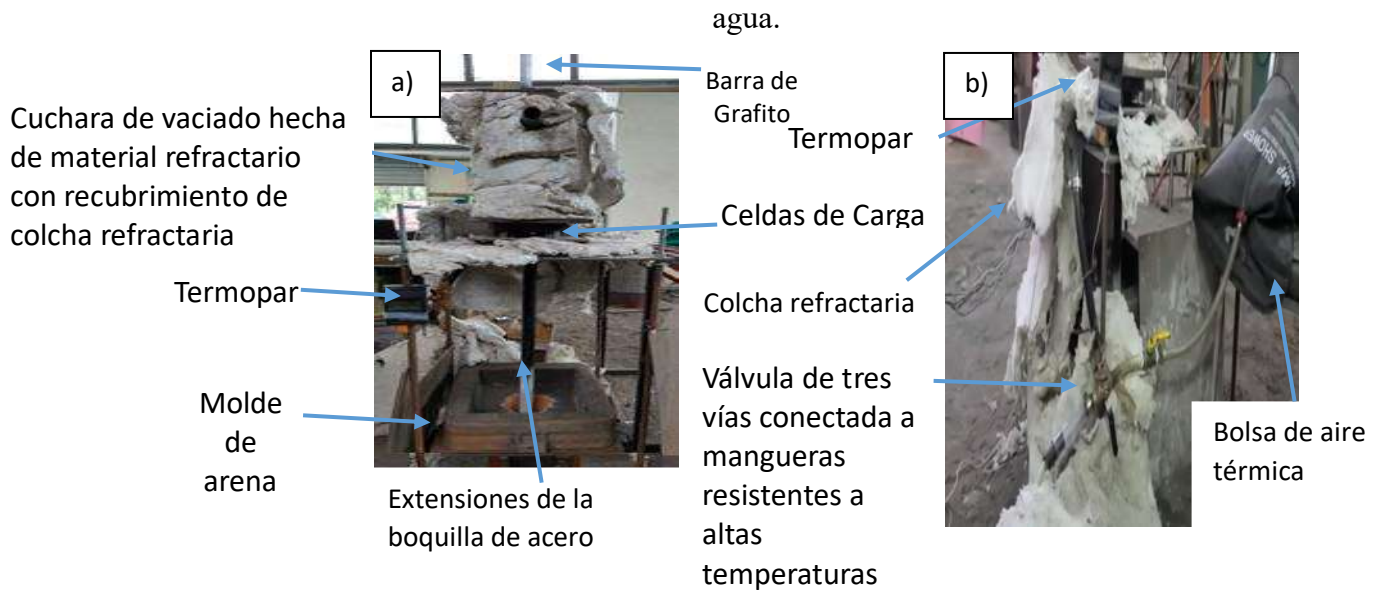 agua.
a)
Barra de
Grafito
Cuchara de vaciado hecha
de material refractario
con recubrimiento de
colcha refractaria
Termopar
Molde
de
arena
Extensiones de la
boquilla de acero
Celdas de Carga
b)
Termopar
Colcha refractaria
Válvula de tres
vías conectada a
mangueras
resistentes a
altas
temperaturas
SHOWER
Bolsa de aire
térmica